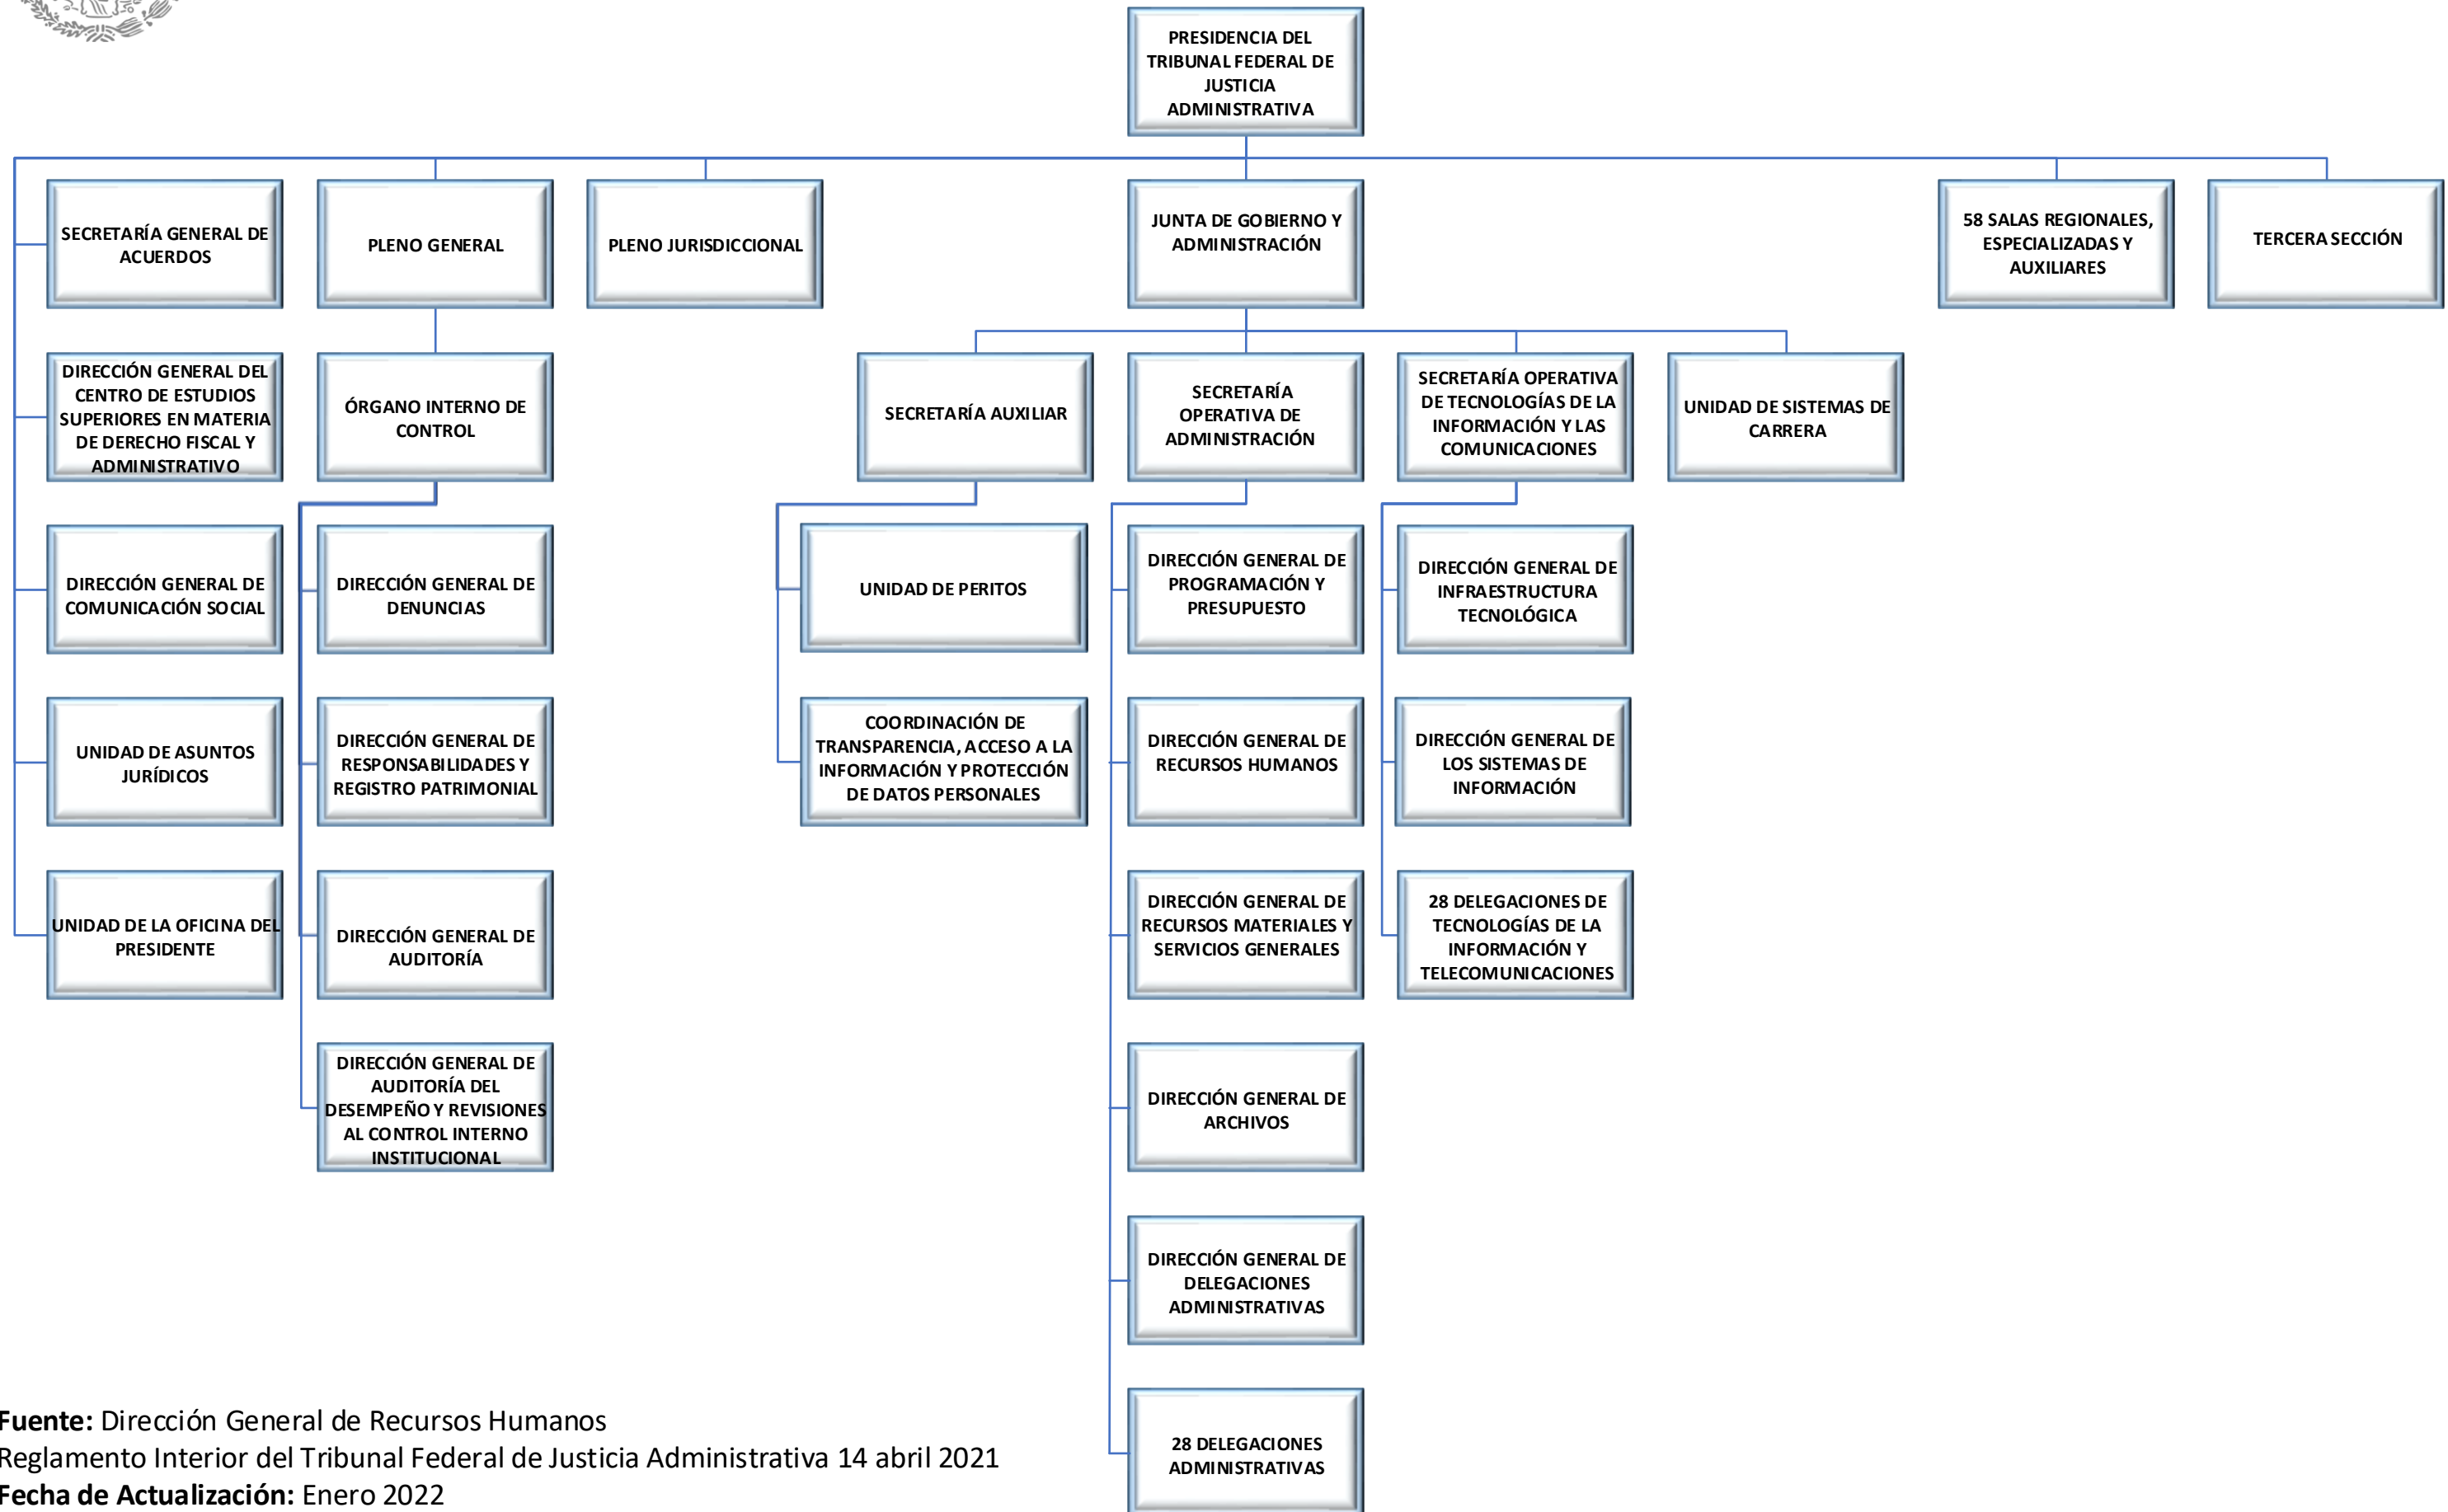 PRESIDENCIA DEL
TRIBUNAL FEDERAL DE
JUSTICIA
ADMINISTRATIVA
SECRETARÍA GENERAL DE
ACUERDOS
PLENO GENERAL
PLENO JURISDICCIONAL
JUNTA DE GOBIERNO Y
ADMINISTRACIÓN
58 SALAS REGIONALES,
ESPECIALIZADAS Y
AUXILIARES
TERCERA SECCIÓN
DIRECCIÓN GENERAL DEL
CENTRO DE ESTUDIOS
SUPERIORES EN MATERIA
DE DERECHO FISCAL Y
ADMINISTRATIVO
ÓRGANO INTERNO DE
CONTROL
SECRETARÍA AUXILIAR
SECRETARÍA
OPERATIVA DE
ADMINISTRACIÓN
SECRETARÍA OPERATIVA
DE TECNOLOGÍAS DE LA
INFORMACIÓN Y LAS
COMUNICACIONES
UNIDAD DE SISTEMAS DE
CARRERA
DIRECCIÓN GENERAL DE
COMUNICACIÓN SOCIAL
DIRECCIÓN GENERAL DE
DENUNCIAS
UNIDAD DE PERITOS
DIRECCIÓN GENERAL DE
PROGRAMACIÓN Y
PRESUPUESTO
DIRECCIÓN GENERAL DE
INFRAESTRUCTURA
TECNOLÓGICA
UNIDAD DE ASUNTOS
JURÍDICOS
DIRECCIÓN GENERAL DE
RESPONSABILIDADES Y
REGISTRO PATRIMONIAL
COORDINACIÓN DE
TRANSPARENCIA, ACCESO A LA
INFORMACIÓN Y PROTECCIÓN
DE DATOS PERSONALES
DIRECCIÓN GENERAL DE
RECURSOS HUMANOS
DIRECCIÓN GENERAL DE
LOS SISTEMAS DE
INFORMACIÓN
UNIDAD DE LA OFICINA DEL
PRESIDENTE
DIRECCIÓN GENERAL DE
AUDITORÍA
DIRECCIÓN GENERAL DE
RECURSOS MATERIALES Y
SERVICIOS GENERALES
28 DELEGACIONES DE
TECNOLOGÍAS DE LA
INFORMACIÓN Y
TELECOMUNICACIONES
DIRECCIÓN GENERAL DE
AUDITORÍA DEL
DESEMPEÑO Y REVISIONES
AL CONTROL INTERNO
INSTITUCIONAL
DIRECCIÓN GENERAL DE
ARCHIVOS
DIRECCIÓN GENERAL DE
DELEGACIONES
ADMINISTRATIVAS
28 DELEGACIONES
ADMINISTRATIVAS
Fuente: Dirección General de Recursos Humanos
Reglamento Interior del Tribunal Federal de Justicia Administrativa 14 abril 2021
Fecha de Actualización: Enero 2022